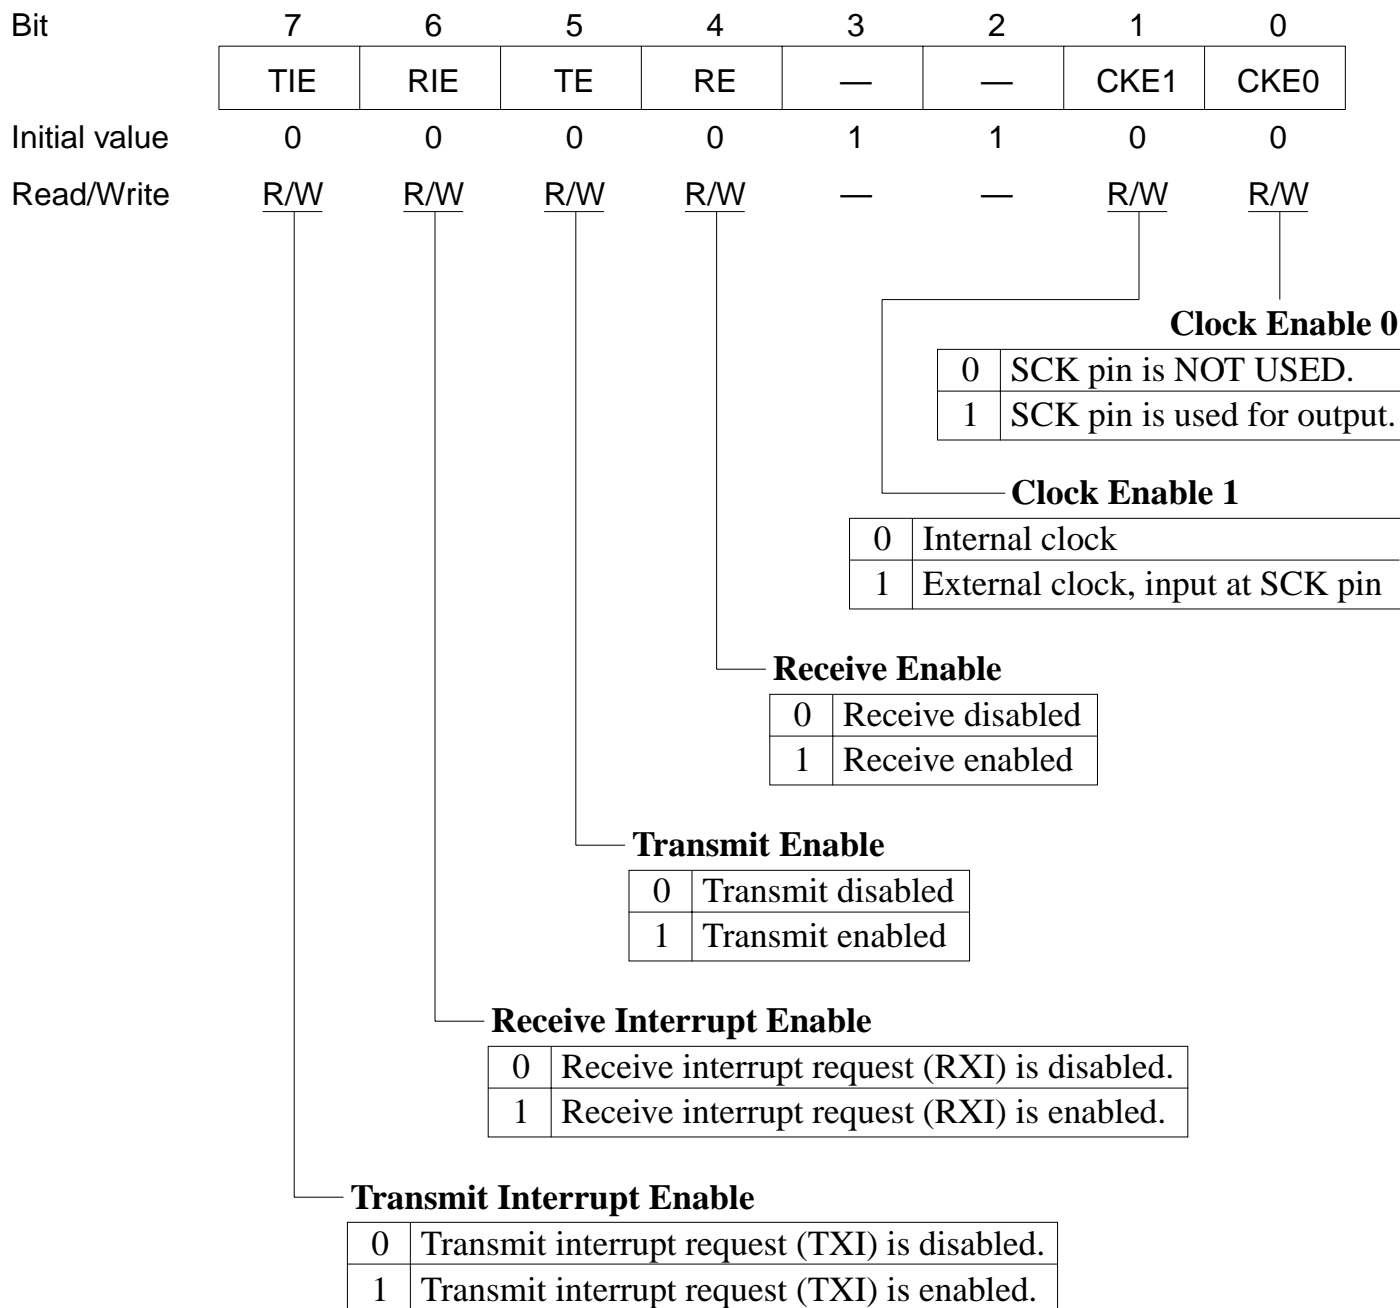 Bit 7 6 5 4 3 2 1 0
TIE RIE TE RE — — CKE1 CKE0
Initial value 0 0 0 0 1 1 0 0
Read/Write R/W R/W R/W R/W — — R/W R/W
Clock Enable 0
0 SCK pin is NOT USED.
1 SCK pin is used for output.
Clock Enable 1
0 Internal clock
1 External clock, input at SCK pin
Receive Enable
0 Receive disabled
1 Receive enabled
Transmit Enable
0 Transmit disabled
1 Transmit enabled
Receive Interrupt Enable
0 Receive interrupt request (RXI) is disabled.
1 Receive interrupt request (RXI) is enabled.
Transmit Interrupt Enable
0 Transmit interrupt request (TXI) is disabled.
1 Transmit interrupt request (TXI) is enabled.